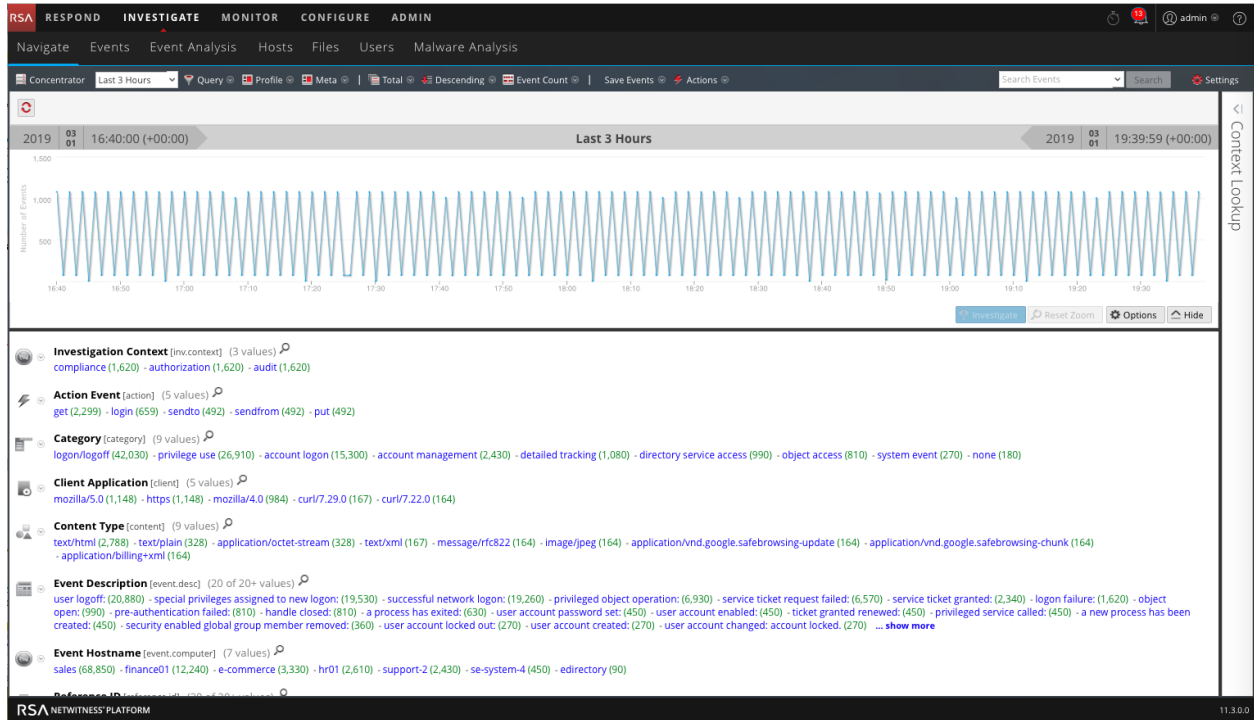 RSA RESPOND INVESTIGATE MONITOR CONFIGURE ADMIN 13 admin
Navigate Events Event Analysis Hosts Files Users Malware Analysis
Concentrator Last 3 Hours Query Profile Meta | Total Descending Event Count | Save Events Actions Search Events Search Settings
2019 03 01 16:40:00 (+00:00) Last 3 Hours 2019 03 01 19:39:59 (+00:00)
Context Lookup
Number of Events
1,500
1,000
500
16:40 16:50 17:00 17:10 17:20 17:30 17:40 17:50 18:00 18:10 18:20 18:30 18:40 18:50 19:00 19:10 19:20 19:30
Investigate Reset Zoom Options Hide
Investigation Context [inv.context] (3 values)
compliance (1,620) - authorization (1,620) - audit (1,620)
Action Event [action] (5 values)
get (2,299) - login (659) - sendto (492) - sendfrom (492) - put (492)
Category [category] (9 values)
logon/logoff (42,030) - privilege use (26,910) - account logon (15,300) - account management (2,430) - detailed tracking (1,080) - directory service access (990) - object access (810) - system event (270) - none (180)
Client Application [client] (5 values)
mozilla/5.0 (1,148) - https (1,148) - mozilla/4.0 (984) - curl/7.29.0 (167) - curl/7.22.0 (164)
Content Type [content] (9 values)
text/html (2,788) - text/plain (328) - application/octet-stream (328) - text/xml (167) - message/rfc822 (164) - image/jpeg (164) - application/vnd.google.safebrowsing-update (164) - application/vnd.google.safebrowsing-chunk (164)
- application/billing+xml (164)
Event Description [event.desc] (20 of 20+ values)
user logoff: (20,880) - special privileges assigned to new logon: (19,530) - successful network logon: (19,260) - privileged object operation: (6,930) - service ticket request failed: (6,570) - service ticket granted: (2,340) - logon failure: (1,620) - object
open: (990) - pre-authentication failed: (810) - handle closed: (810) - a process has exited: (630) - user account password set: (450) - user account enabled: (450) - ticket granted renewed: (450) - privileged service called: (450) - a new process has been
created: (450) - security enabled global group member removed: (360) - user account locked out: (270) - user account created: (270) - user account changed: account locked. (270) ... show more
Event Hostname [event.computer] (7 values)
sales (68,850) - finance01 (12,240) - e-commerce (3,330) - hr01 (2,610) - support-2 (2,430) - se-system-4 (450) - edirectory (90)
Reference ID [reference.id] (20 of 20+ values)
RSA NETWITNESS® PLATFORM 11.3.0.0